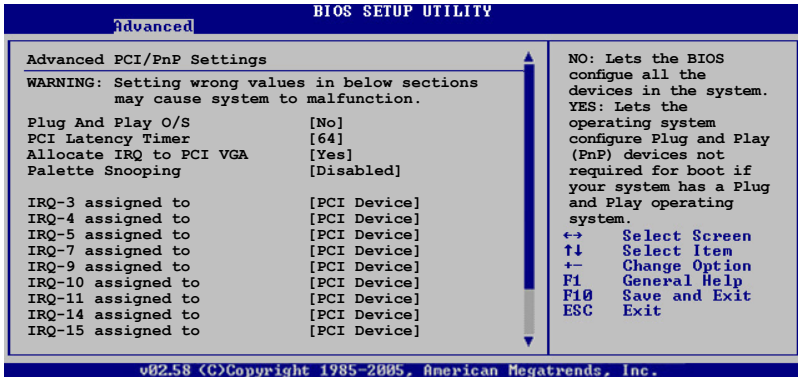 BIOS SETUP UTILITY
Advanced
Advanced PCI/PnP Settings
WARNING: Setting wrong values in below sections
may cause system to malfunction.
Plug And Play O/S [No]
PCI Latency Timer [64]
Allocate IRQ to PCI VGA [Yes]
Palette Snooping [Disabled]
IRQ-3 assigned to [PCI Device]
IRQ-4 assigned to [PCI Device]
IRQ-5 assigned to [PCI Device]
IRQ-7 assigned to [PCI Device]
IRQ-9 assigned to [PCI Device]
IRQ-10 assigned to [PCI Device]
IRQ-11 assigned to [PCI Device]
IRQ-14 assigned to [PCI Device]
IRQ-15 assigned to [PCI Device]
NO: Lets the BIOS
configue all the
devices in the system.
YES: Lets the
operating system
configure Plug and Play
(PnP) devices not
required for boot if
your system has a Plug
and Play operating
system.
←→ Select Screen
↑↓ Select Item
+- Change Option
F1 General Help
F10 Save and Exit
ESC Exit
v02.58 (C)Copyright 1985-2005, American Megatrends, Inc.